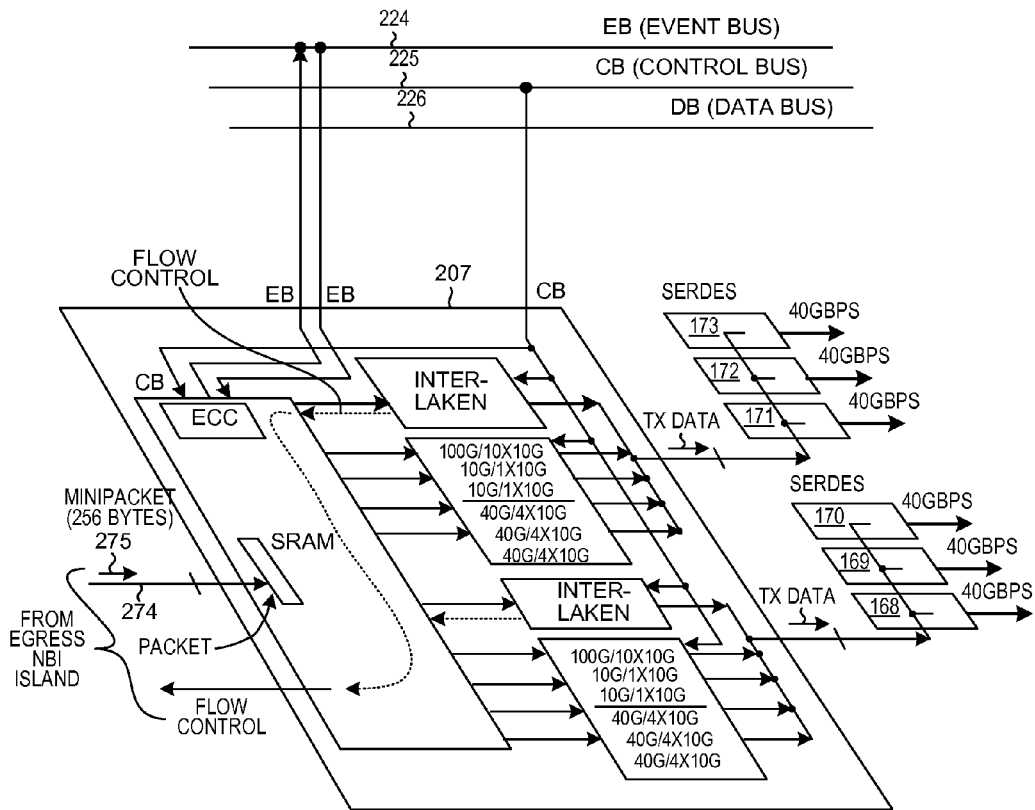 224
EB (EVENT BUS)
225
CB (CONTROL BUS)
226
DB (DATA BUS)
FLOW
CONTROL
EB
EB
207
CB
SERDES
173
40GBPS
172
40GBPS
171
40GBPS
TX DATA
CB
ECC
INTER-
LAKEN
100G/10X10G
10G/1X10G
10G/1X10G
40G/4X10G
40G/4X10G
40G/4X10G
SERDES
170
40GBPS
169
40GBPS
168
40GBPS
TX DATA
MINIPACKET
(256 BYTES)
275
274
SRAM
PACKET
FROM
EGRESS
NBI
ISLAND
FLOW
CONTROL
INTER-
LAKEN
100G/10X10G
10G/1X10G
10G/1X10G
40G/4X10G
40G/4X10G
40G/4X10G